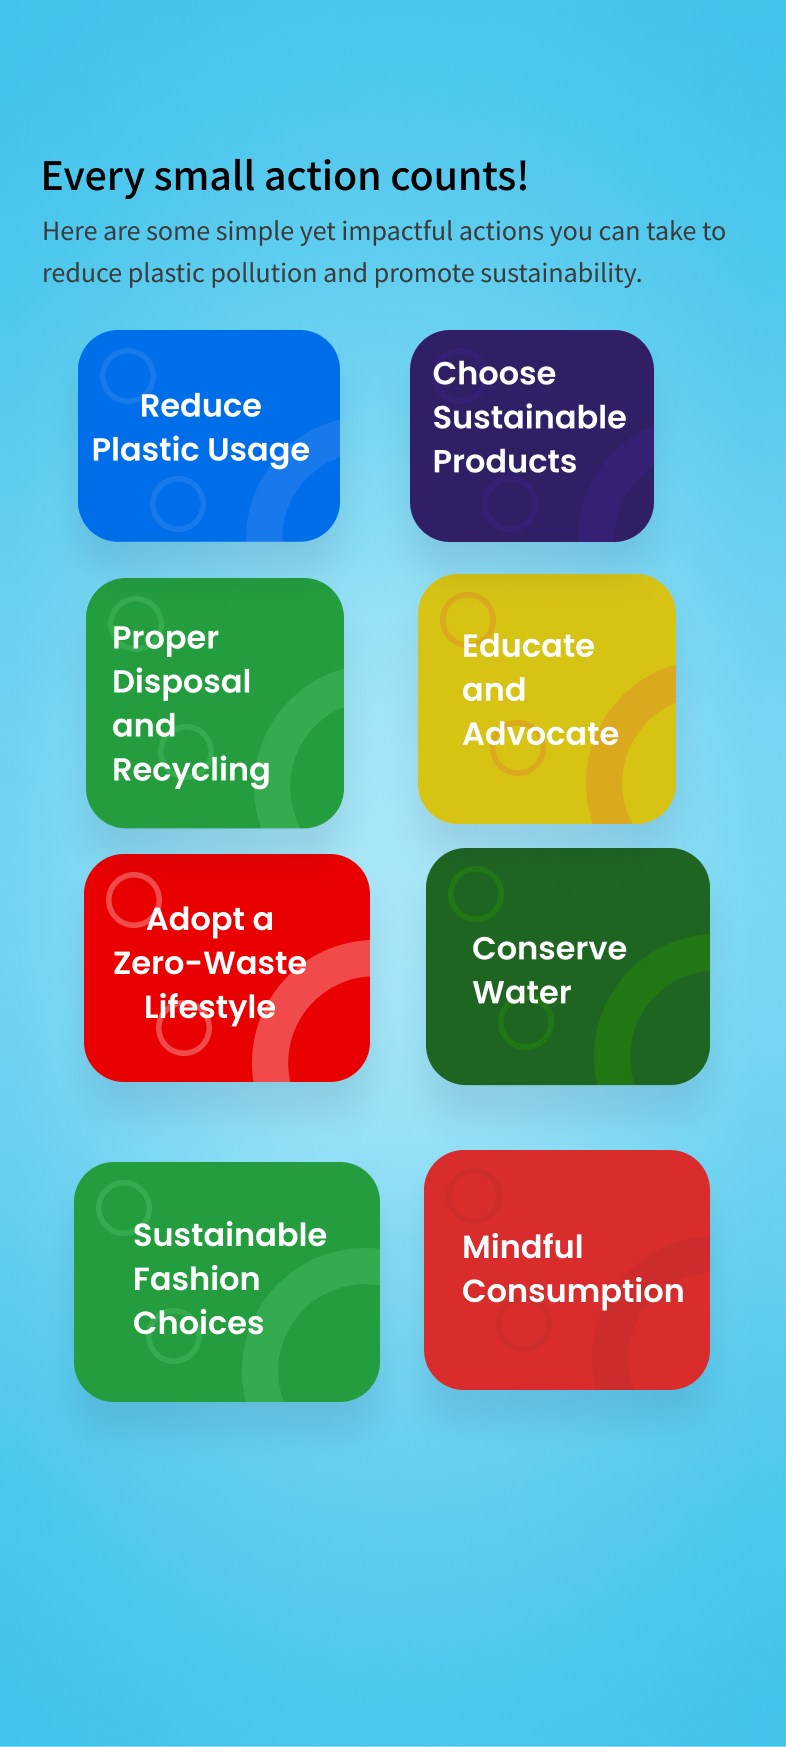 Every small action counts!
Here are some simple yet impactful actions you can take to
reduce plastic pollution and promote sustainability.
Reduce
Plastic Usage
Choose
Sustainable
Products
Proper
Disposal
and
Recycling
Educate
and
Advocate
Adopt a
Zero-Waste
Lifestyle
Conserve
Water
Sustainable
Fashion
Choices
Mindful
Consumption